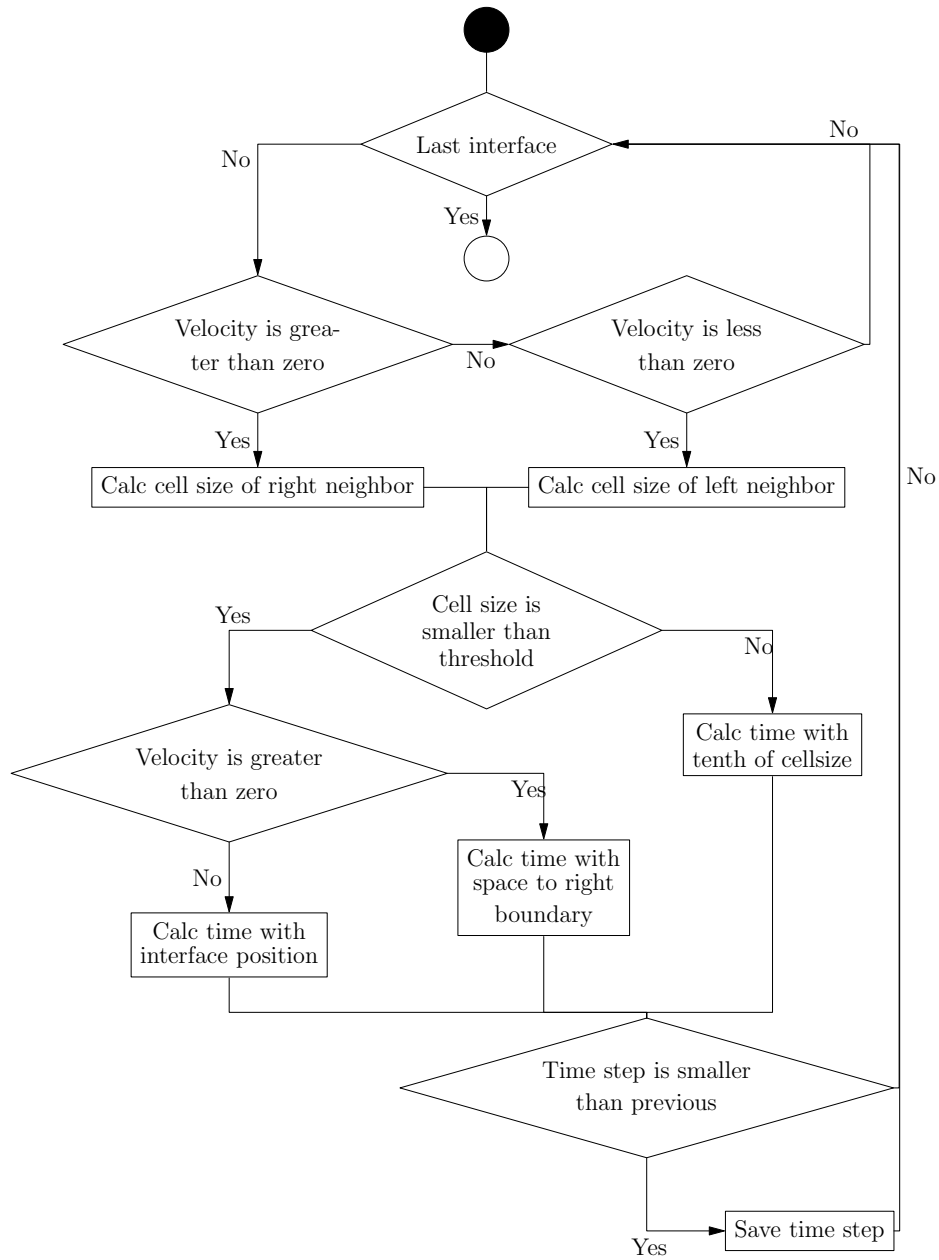 Last interface
No
No
Yes
Velocity is grea-
ter than zero
No
Velocity is less
than zero
Yes
Yes
Calc cell size of right neighbor
Calc cell size of left neighbor
No
Cell size is
smaller than
threshold
Yes
No
Calc time with
tenth of cellsize
Velocity is greater
than zero
Yes
No
Calc time with
space to right
boundary
Calc time with
interface position
Time step is smaller
than previous
Yes
Save time step